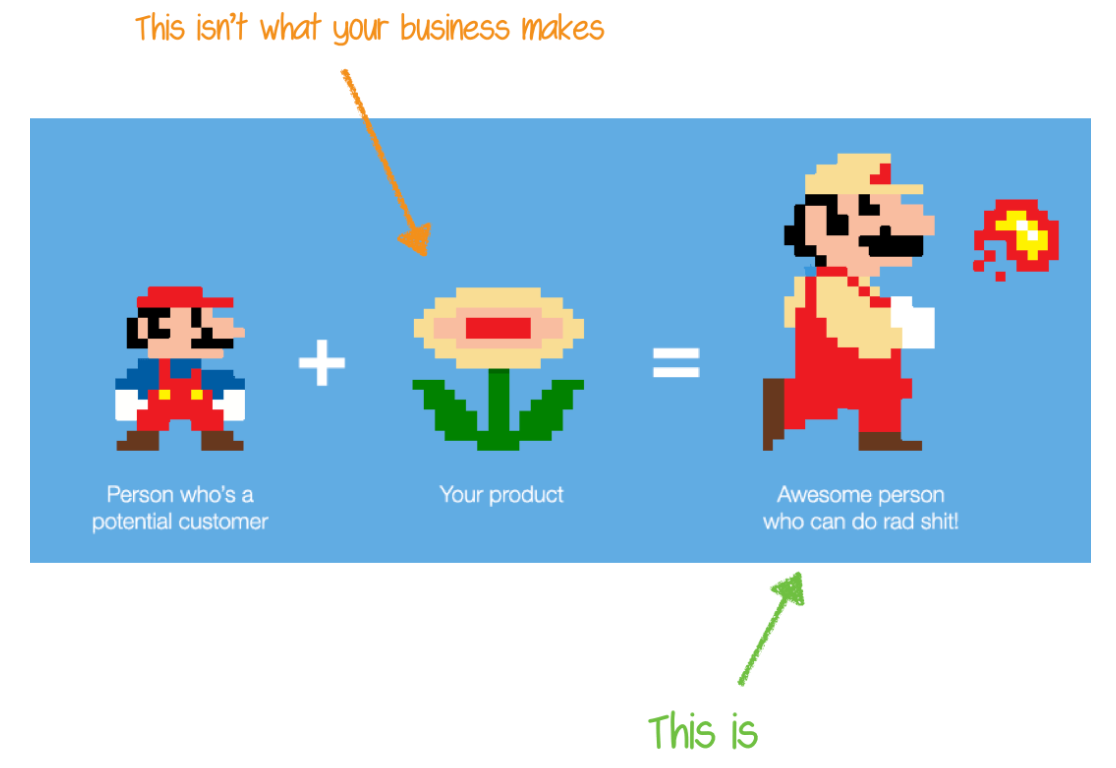 This isn't what your business makes
+
=
Person who's a
potential customer
Your product
Awesome person
who can do rad shit!
This is